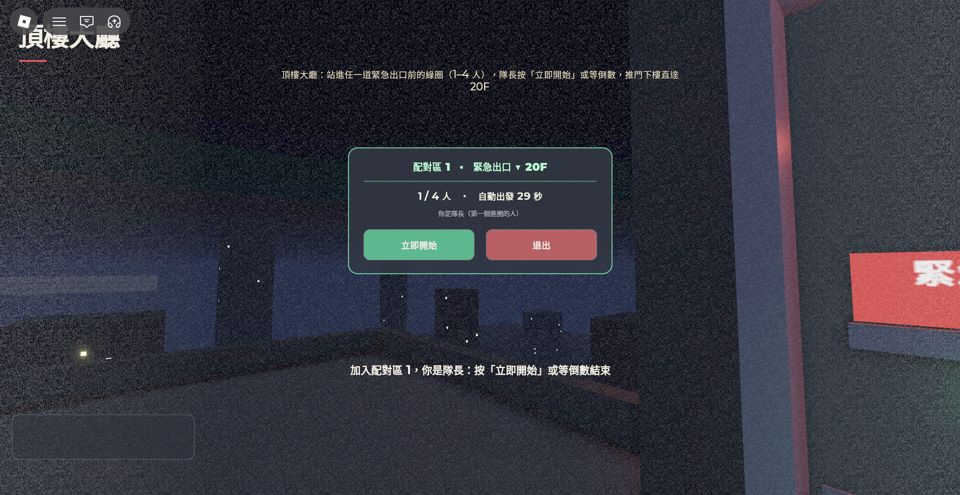 頂樓大廳
頂樓大廳：站進任一道緊急出口前的綠圈（1–4 人），隊長按「立即開始」或等倒數，推門下樓直達
20F
配對區 1 • 緊急出口 ▼ 20F
1 / 4 人 • 自動出發 29 秒
你是隊長（第一個進圈的人）
立即開始
退出
緊
加入配對區 1，你是隊長：按「立即開始」或等倒數結束